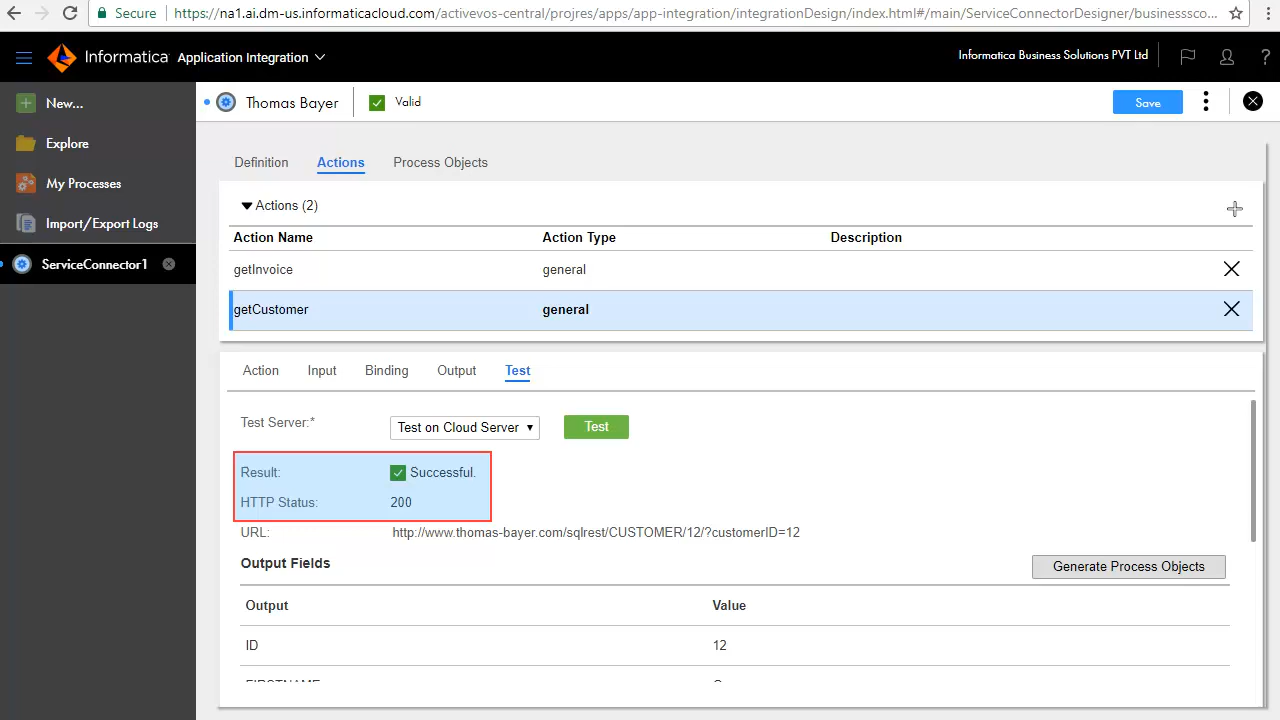 Secure https://na1.ai.dm-us.informaticacloud.com/activevos-central/projres/apps/app-integration/integrationDesign/index.html#/main/ServiceConnectorDesigner/businesssco...
Informatica Application Integration
Informatica Business Solutions PVT Ltd
?
New...
Explore
My Processes
Import/Export Logs
ServiceConnector1
Thomas Bayer
Valid
Save
Definition Actions Process Objects
Actions (2)
Action Name Action Type Description
getInvoice general
getCustomer general
Action Input Binding Output Test
Test Server:* Test on Cloud Server Test
Result: Successful.
HTTP Status: 200
URL: http://www.thomas-bayer.com/sqlrest/CUSTOMER/12/?customerID=12
Output Fields
Generate Process Objects
Output Value
ID 12
FIRSTNAME